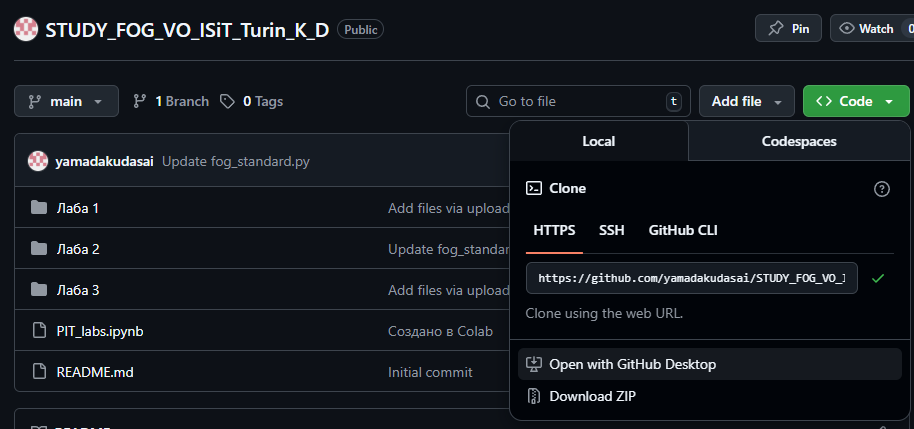 STUDY_FOG_VO_ISiT_Turin_K_D Public Pin Watch 0
main 1 Branch 0 Tags Go to file t Add file Code
Local Codespaces
yamadakudasai Update fog_standard.py
Clone
Лаба 1 Add files via upload
HTTPS SSH GitHub CLI
Лаба 2 Update fog_standar
https://github.com/yamadakudasai/STUDY_FOG_VO_I
Лаба 3 Add files via upload
Clone using the web URL.
PIT_labs.ipynb Создано в Colab
Open with GitHub Desktop
README.md Initial commit
Download ZIP